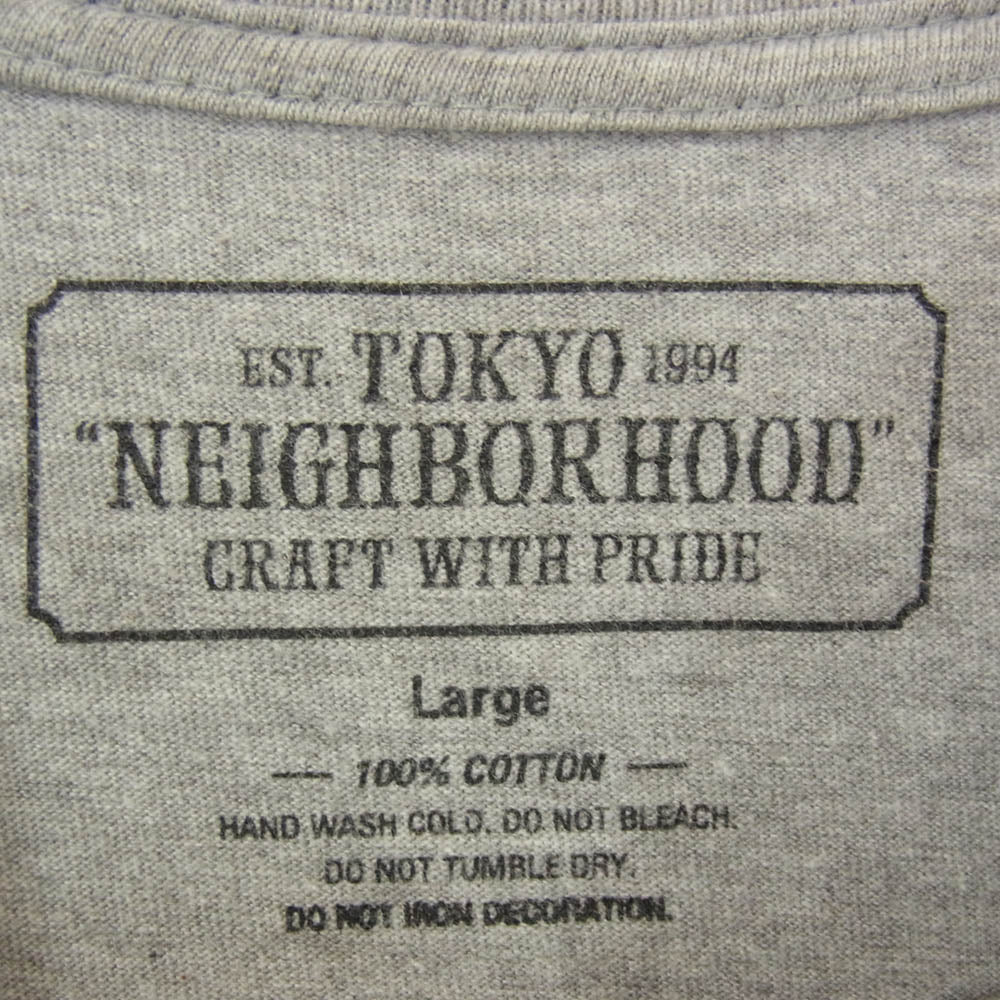 EST. TOKYO 1994
“NEIGHBORHOOD”
CRAFT WITH PRIDE
Large
— 100% COTTON —
HAND WASH COLD. DO NOT BLEACH.
DO NOT TUMBLE DRY.
DO NOT IRON DECORATION.